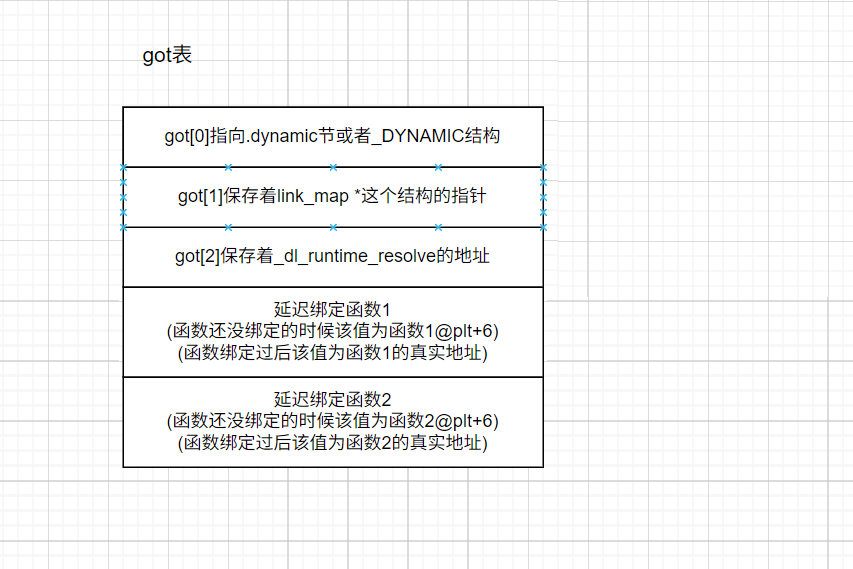 got表
got[0]指向.dynamic节或者_DYNAMIC结构
got[1]保存着link_map *这个结构的指针
got[2]保存着_dl_runtime_resolve的地址
延迟绑定函数1
(函数还没绑定的时候该值为函数1@plt+6)
(函数绑定过后该值为函数1的真实地址)
延迟绑定函数2
(函数还没绑定的时候该值为函数2@plt+6)
(函数绑定过后该值为函数2的真实地址)